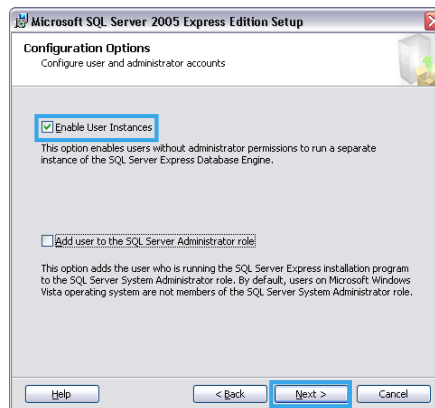 Microsoft SQL Server 2005 Express Edition Setup
Configuration Options
Configure user and administrator accounts
Enable User Instances
This option enables users without administrator permissions to run a separate
instance of the SQL Server Express Database Engine.
Add user to the SQL Server Administrator role
This option adds the user who is running the SQL Server Express installation program
to the SQL Server System Administrator role. By default, users on Microsoft Windows
Vista operating system are not members of the SQL Server System Administrator role.
Help < Back Next > Cancel